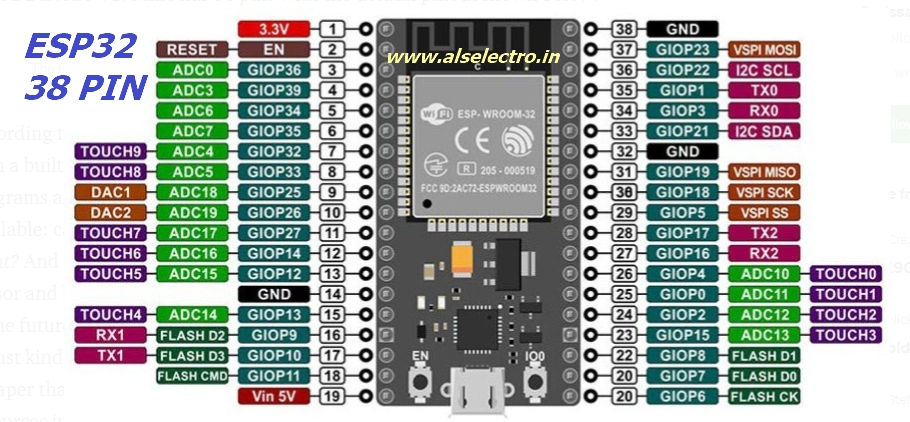 ESP32
38 PIN
www.alselectro.in
3.3V 1
RESET EN 2
ADC0 GIOP36 3
ADC3 GIOP39 4
ADC6 GIOP34 5
ADC7 GIOP35 6
TOUCH9 ADC4 GIOP32 7
TOUCH8 ADC5 GIOP33 8
DAC1 ADC18 GIOP25 9
DAC2 ADC19 GIOP26 10
TOUCH7 ADC17 GIOP27 11
TOUCH6 ADC16 GIOP14 12
TOUCH5 ADC15 GIOP12 13
GND 14
TOUCH4 ADC14 GIOP13 15
RX1 FLASH D2 GIOP9 16
TX1 FLASH D3 GIOP10 17
FLASH CMD GIOP11 18
Vin 5V 19
C
WiFi ESP- WROOM-32
CE
R 205 - 000519
FCC 9D:2AC72-ESPWROOM32
EN
IO0
38 GND
37 GIOP23 VSPI MOSI
36 GIOP22 I2C SCL
35 GIOP1 TX0
34 GIOP3 RX0
33 GIOP21 I2C SDA
32 GND
31 GIOP19 VSPI MISO
30 GIOP18 VSPI SCK
29 GIOP5 VSPI SS
28 GIOP17 TX2
27 GIOP16 RX2
26 GIOP4 ADC10 TOUCH0
25 GIOP0 ADC11 TOUCH1
24 GIOP2 ADC12 TOUCH2
23 GIOP15 ADC13 TOUCH3
22 GIOP8 FLASH D1
20 GIOP7 FLASH D0
20 GIOP6 FLASH CK